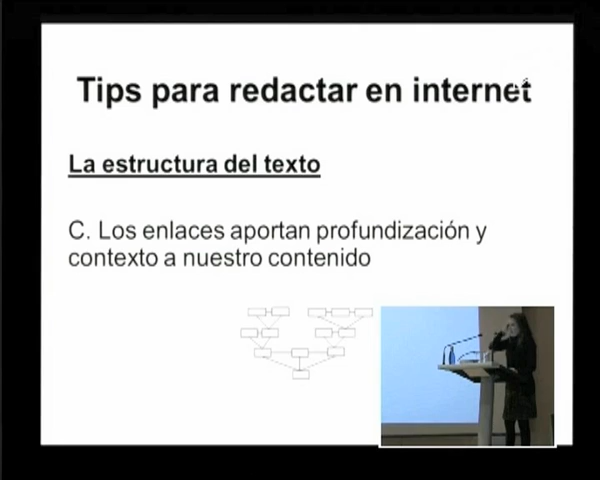 Tips para redactar en internet
La estructura del texto
C. Los enlaces aportan profundización y
contexto a nuestro contenido